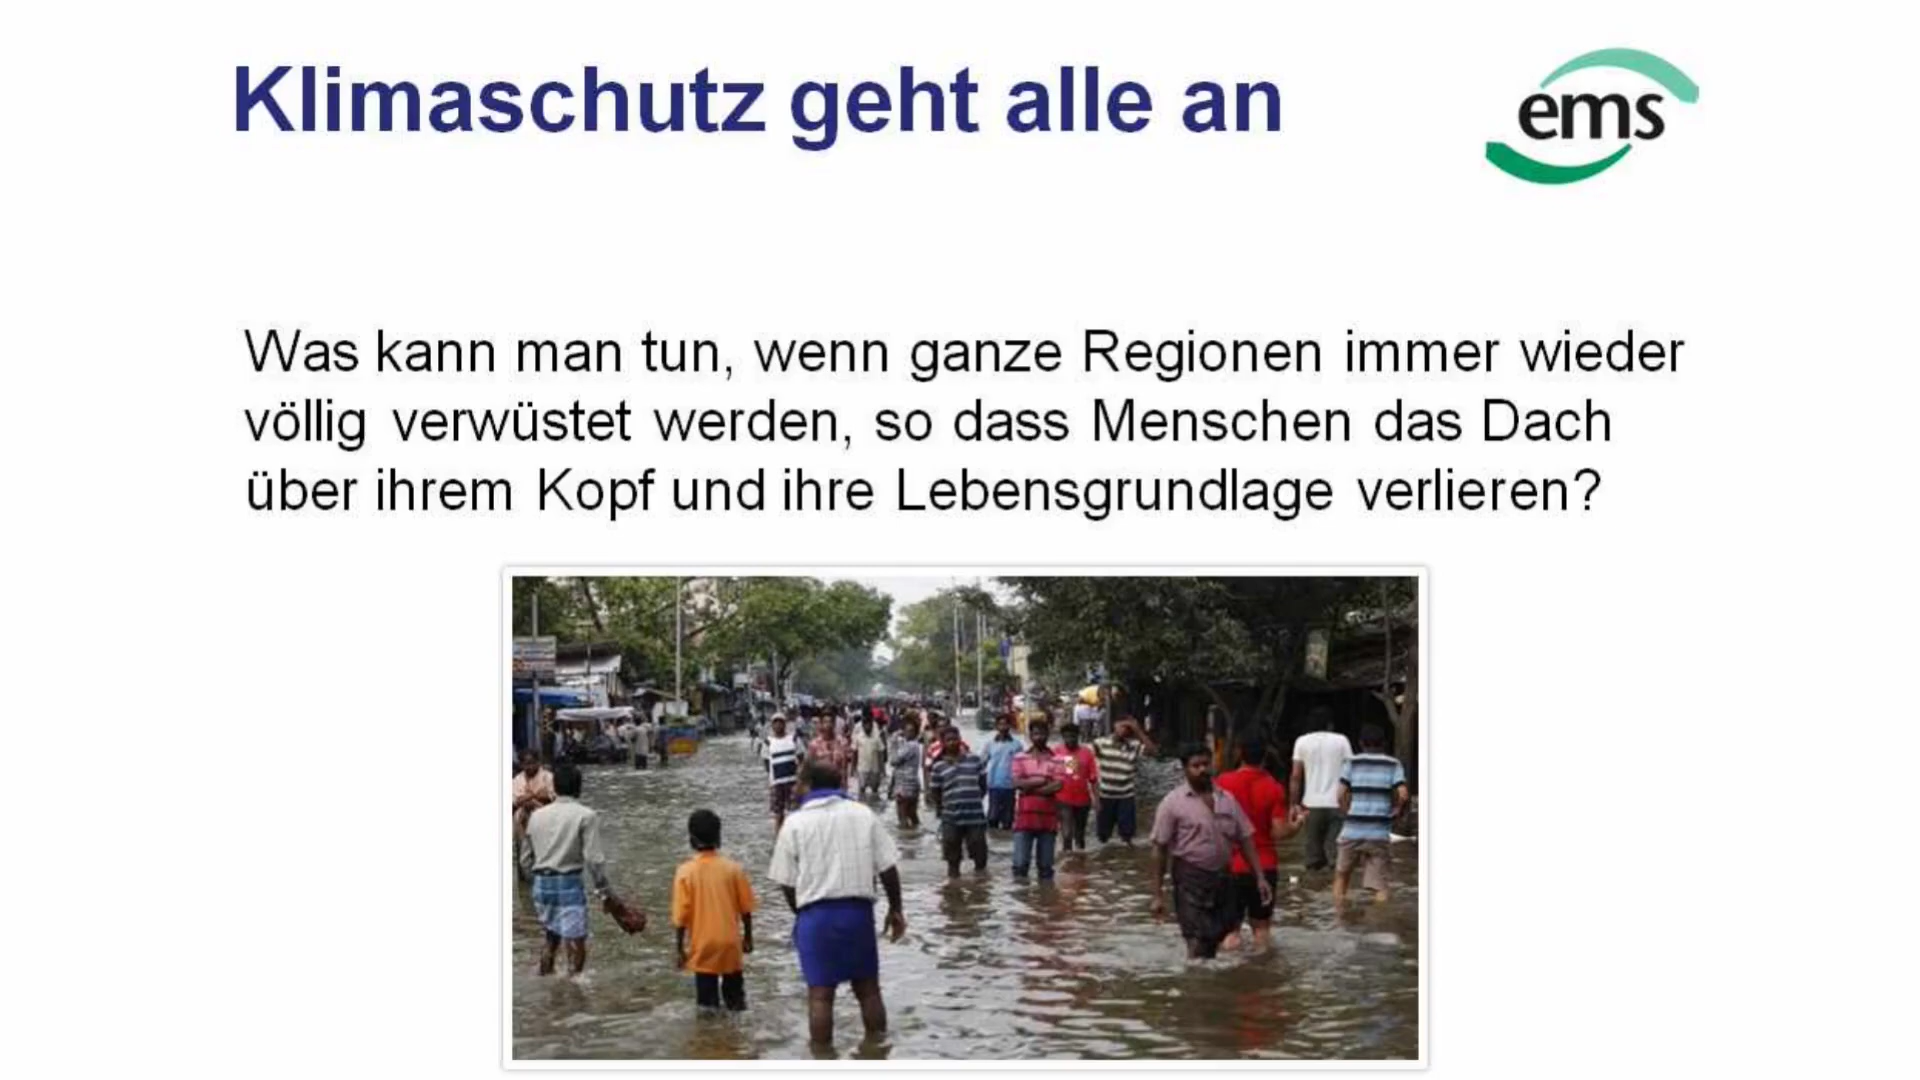 Klimaschutz geht alle an
ems
Was kann man tun, wenn ganze Regionen immer wieder
völlig verwüstet werden, so dass Menschen das Dach
über ihrem Kopf und ihre Lebensgrundlage verlieren?